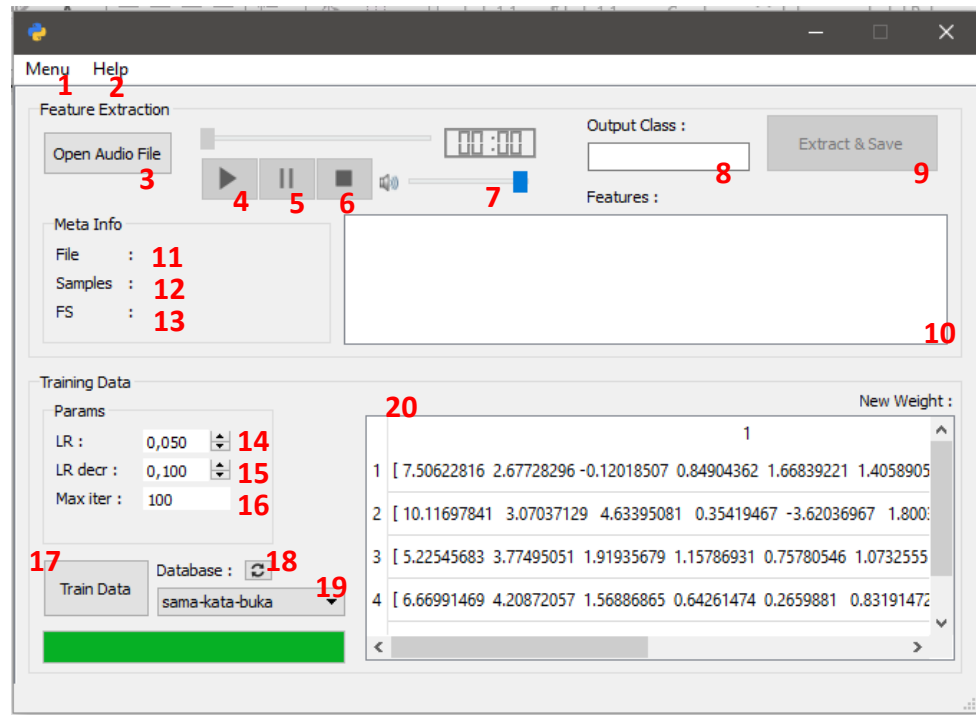 Menu Help
1 2
Feature Extraction
Open Audio File
3
00:00
4 5 6 7
Output Class :
8
Extract & Save
9
Features :
10
Meta Info
File : 11
Samples : 12
FS : 13
Training Data
Params
LR : 0,050 14
LR decr : 0,100 15
Max iter : 100 16
17
Train Data
Database : 18
sama-kata-buka 19
20
New Weight :
1
1 [ 7.50622816 2.67728296 -0.12018507 0.84904362 1.66839221 1.4058905
2 [ 10.11697841 3.07037129 4.63395081 0.35419467 -3.62036967 1.800
3 [ 5.22545683 3.77495051 1.91935679 1.15786931 0.75780546 1.0732555
4 [ 6.66991469 4.20872057 1.56886865 0.64261474 0.2659881 0.83191472